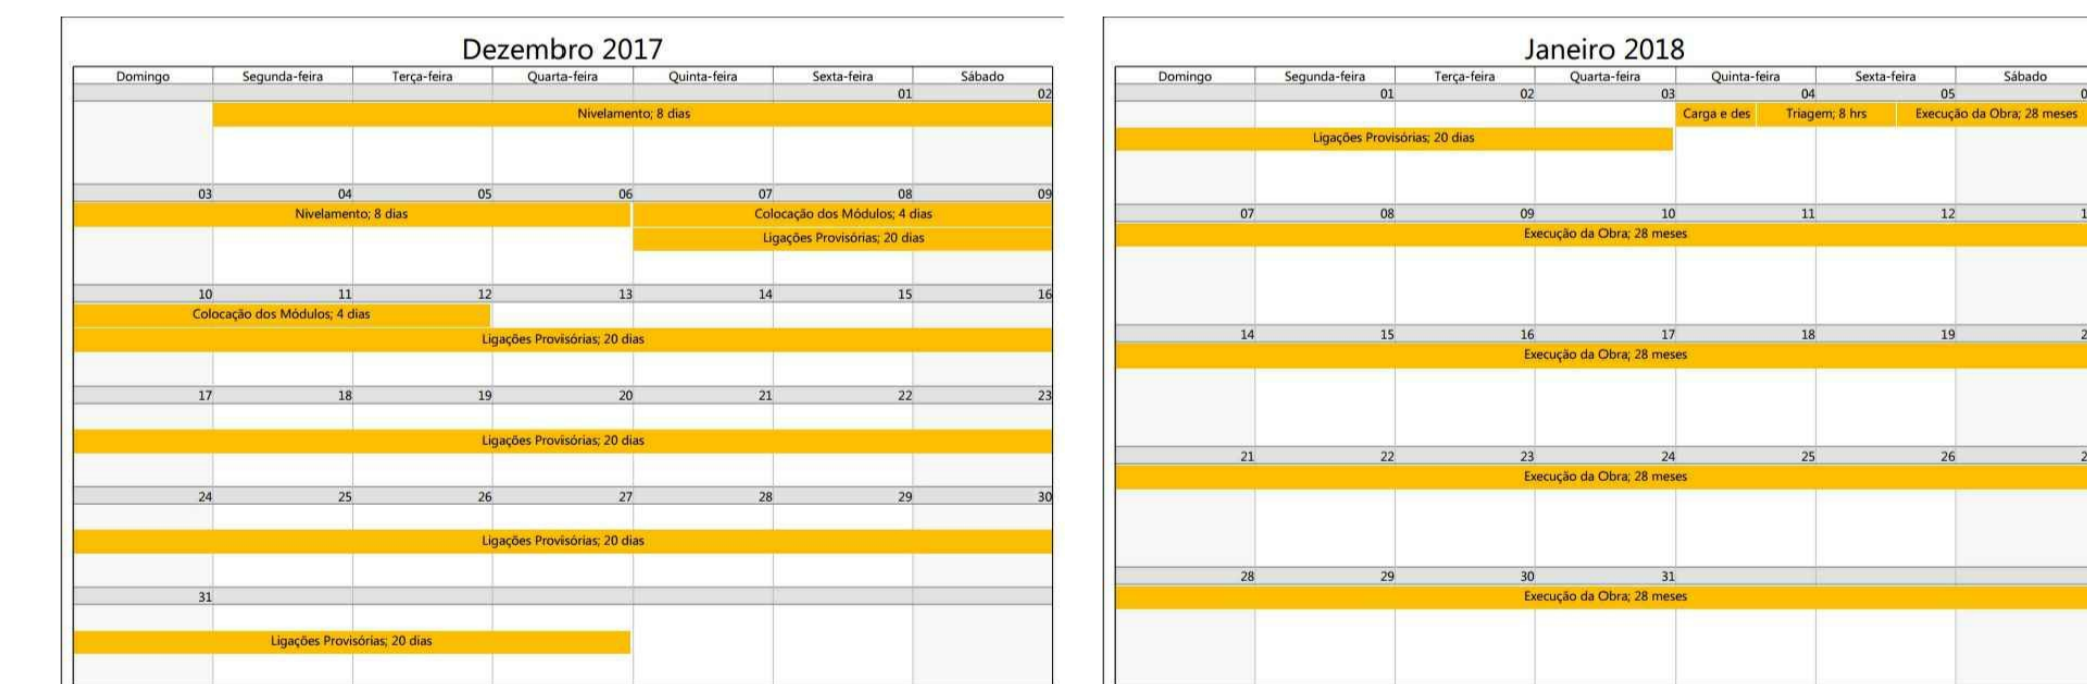 Dezembro 2017
Domingo Segunda-feira Terça-feira Quarta-feira Quinta-feira Sexta-feira Sábado
01 02
Nivelamento; 8 dias
03 04 05 06 07 08 09
Nivelamento; 8 dias Colocação dos Módulos; 4 dias
Ligações Provisórias; 20 dias
10 11 12 13 14 15 16
Colocação dos Módulos; 4 dias
Ligações Provisórias; 20 dias
17 18 19 20 21 22 23
Ligações Provisórias; 20 dias
24 25 26 27 28 29 30
Ligações Provisórias; 20 dias
31
Ligações Provisórias; 20 dias
Janeiro 2018
Domingo Segunda-feira Terça-feira Quarta-feira Quinta-feira Sexta-feira Sábado
01 02 03 04 05
Carga e des Triagem; 8 hrs Execução da Obra; 28 meses
Ligações Provisórias; 20 dias
07 08 09 10 11 12
Execução da Obra; 28 meses
14 15 16 17 18 19
Execução da Obra; 28 meses
21 22 23 24 25 26
Execução da Obra; 28 meses
28 29 30 31
Execução da Obra; 28 meses